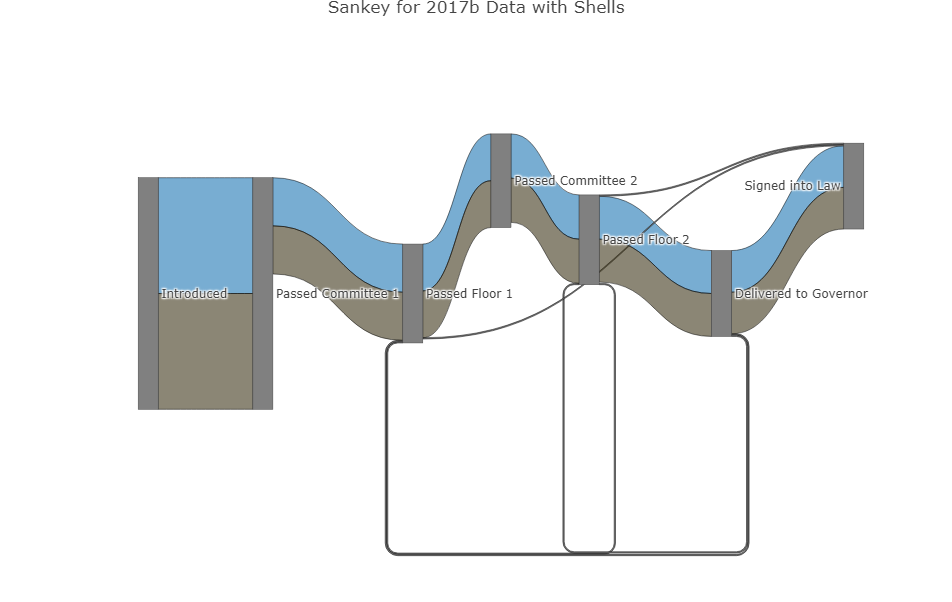 Sankey for 2017b Data with Shells
Introduced
Passed Committee 1
Passed Floor 1
Passed Committee 2
Passed Floor 2
Delivered to Governor
Signed into Law